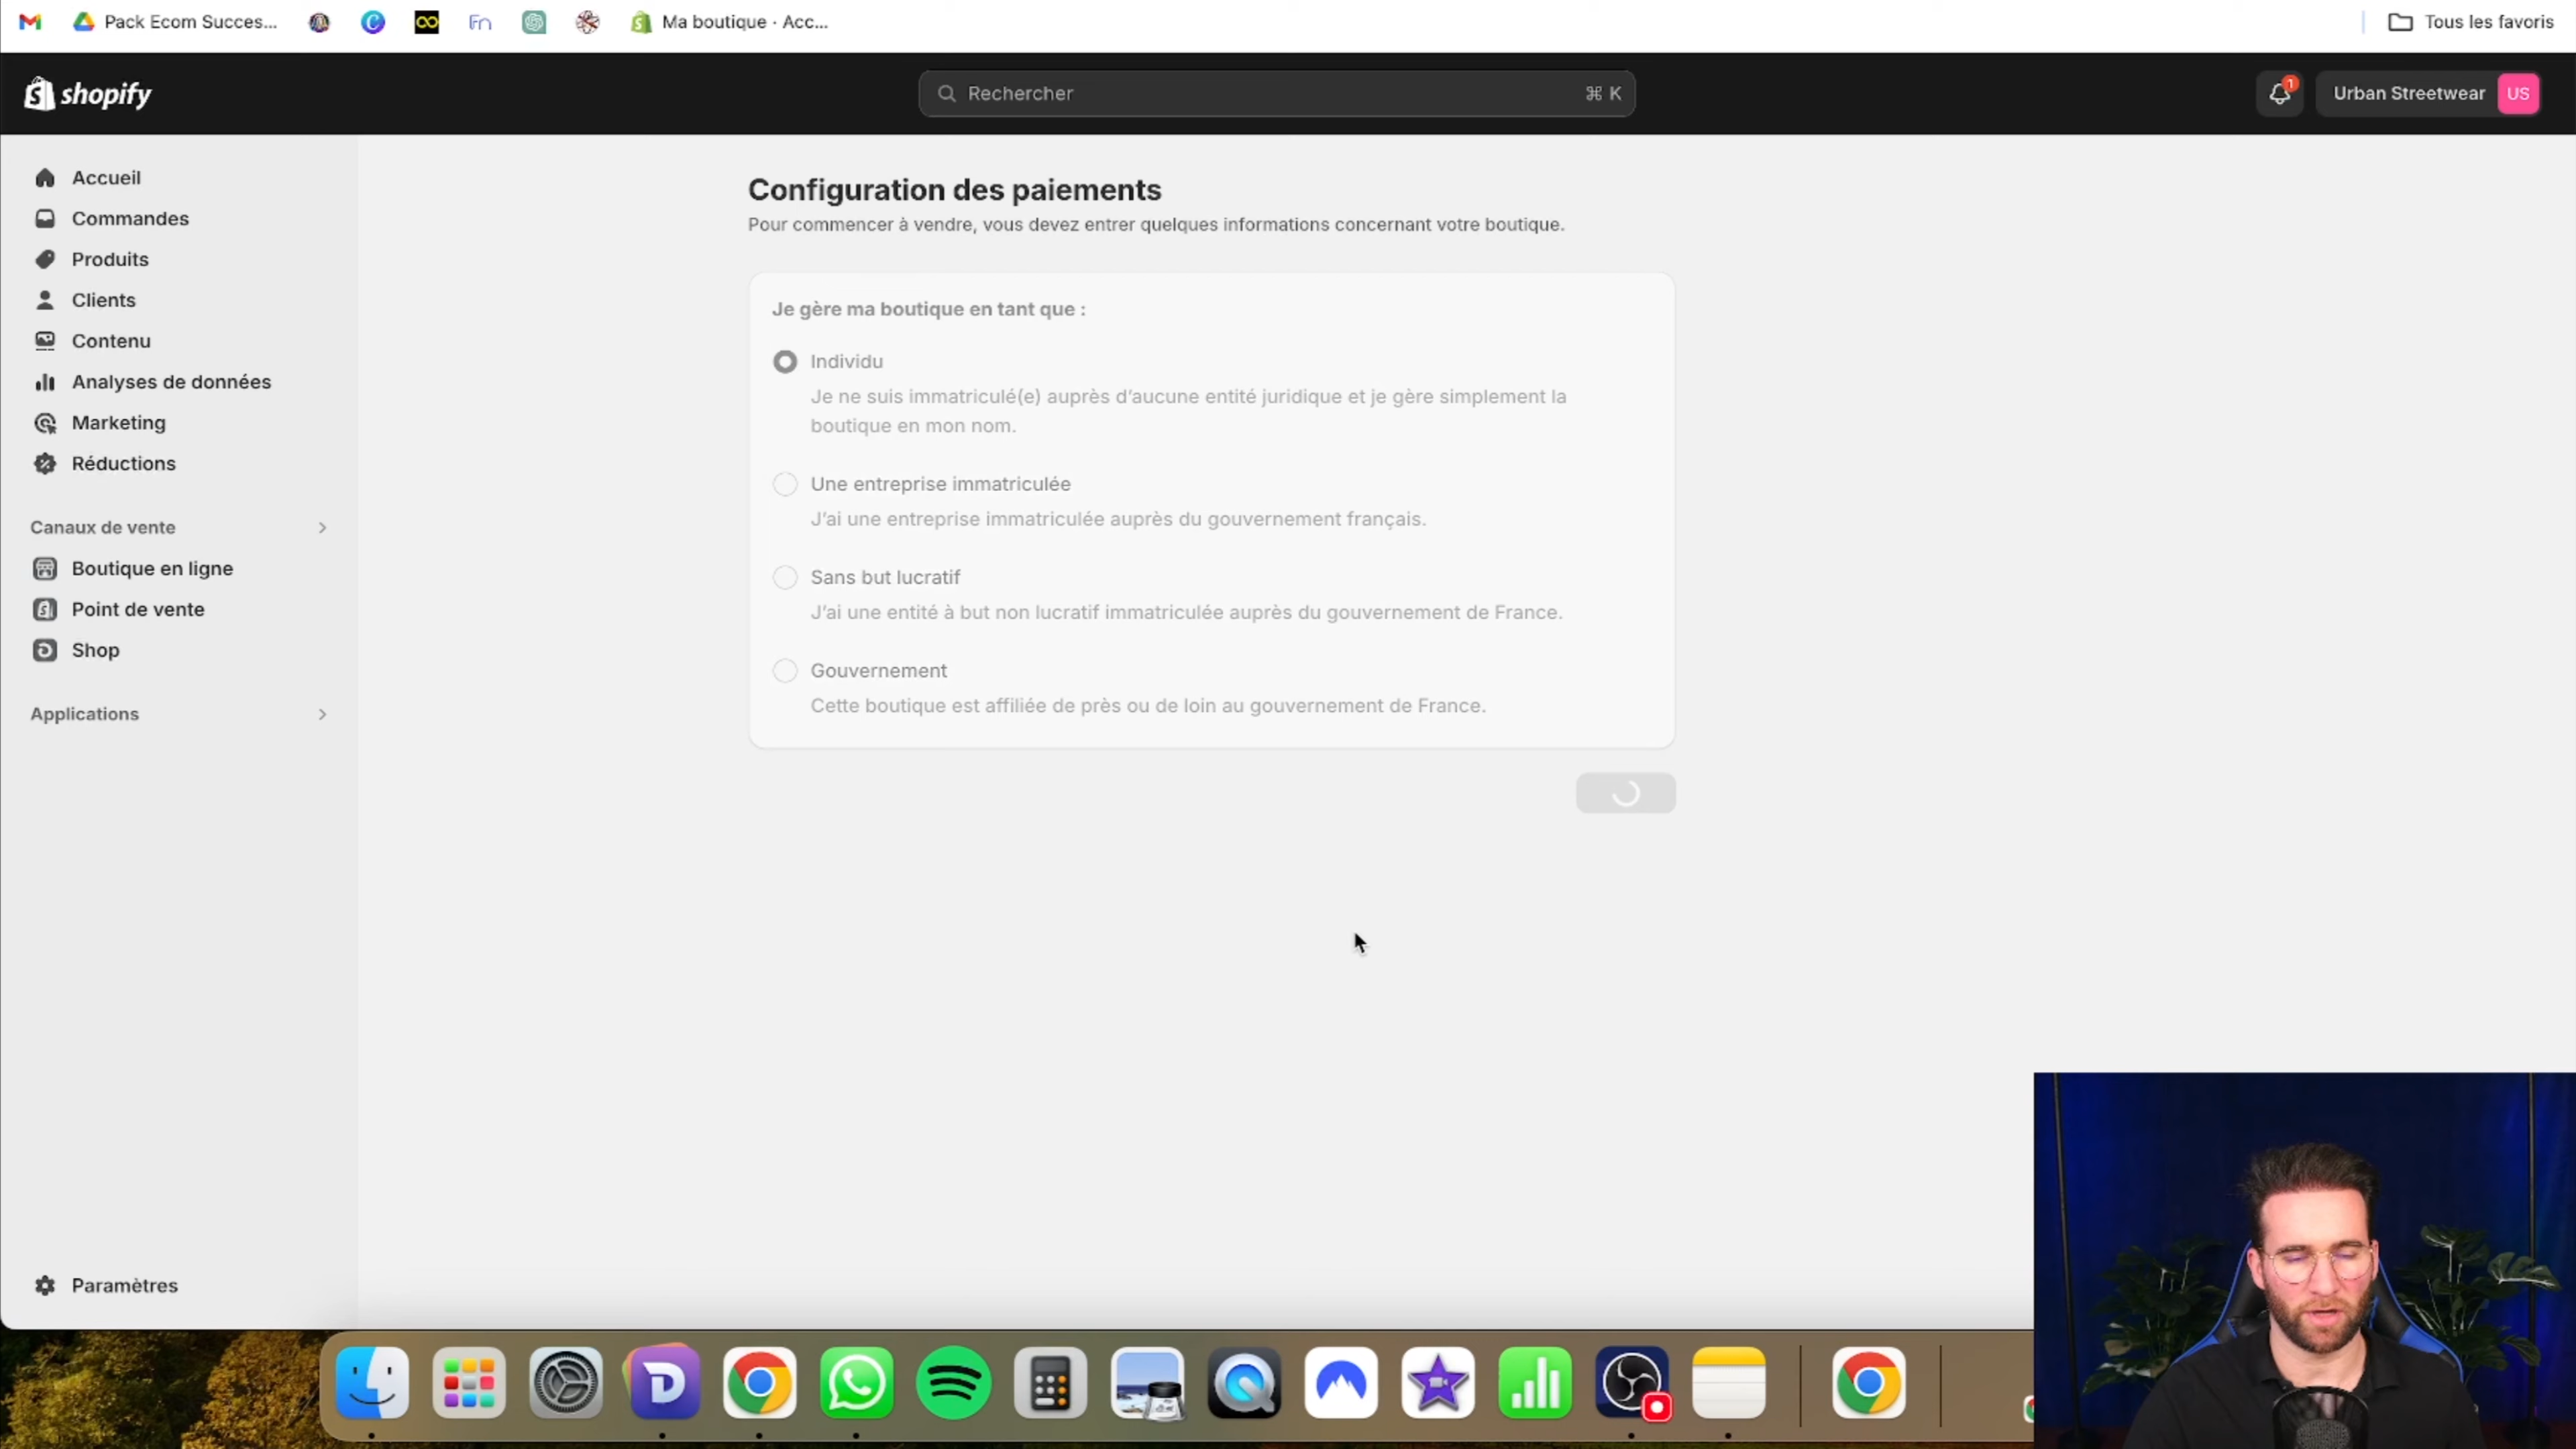 Pack Ecom Succes...
Ma boutique · Acc...
Tous les favoris
shopify
Rechercher
⌘ K
1
Urban Streetwear
US
Accueil
Commandes
Produits
Clients
Contenu
Analyses de données
Marketing
Réductions
Canaux de vente
Boutique en ligne
Point de vente
Shop
Applications
Paramètres
Configuration des paiements
Pour commencer à vendre, vous devez entrer quelques informations concernant votre boutique.
Je gère ma boutique en tant que :
Individu
Je ne suis immatriculé(e) auprès d'aucune entité juridique et je gère simplement la
boutique en mon nom.
Une entreprise immatriculée
J'ai une entreprise immatriculée auprès du gouvernement français.
Sans but lucratif
J'ai une entité à but non lucratif immatriculée auprès du gouvernement de France.
Gouvernement
Cette boutique est affiliée de près ou de loin au gouvernement de France.